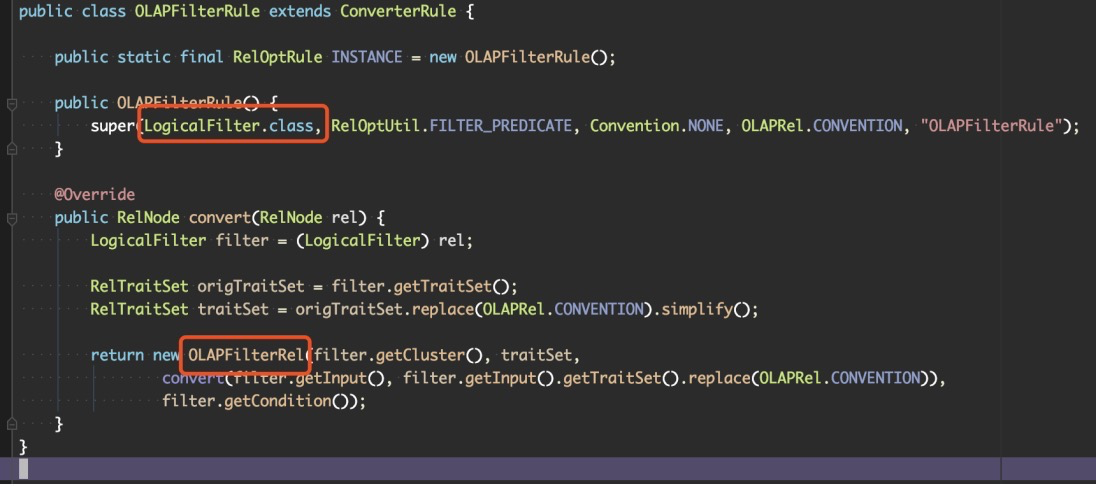 public class OLAPFilterRule extends ConverterRule {
public static final RelOptRule INSTANCE = new OLAPFilterRule();
public OLAPFilterRule() {
super(LogicalFilter.class, RelOptUtil.FILTER_PREDICATE, Convention.NONE, OLAPRel.CONVENTION, "OLAPFilterRule");
}
@Override
public RelNode convert(RelNode rel) {
LogicalFilter filter = (LogicalFilter) rel;
RelTraitSet origTraitSet = filter.getTraitSet();
RelTraitSet traitSet = origTraitSet.replace(OLAPRel.CONVENTION).simplify();
return new OLAPFilterRel(filter.getCluster(), traitSet,
convert(filter.getInput(), filter.getInput().getTraitSet().replace(OLAPRel.CONVENTION)),
filter.getCondition());
}
}